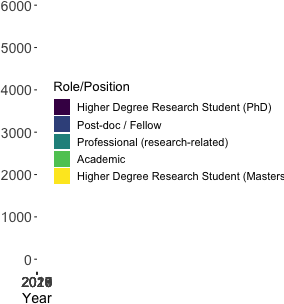 6000
5000
4000
3000
2000
1000
0
Role/Position
Higher Degree Research Student (PhD)
Post-doc / Fellow
Professional (research-related)
Academic
Higher Degree Research Student (Masters
Year